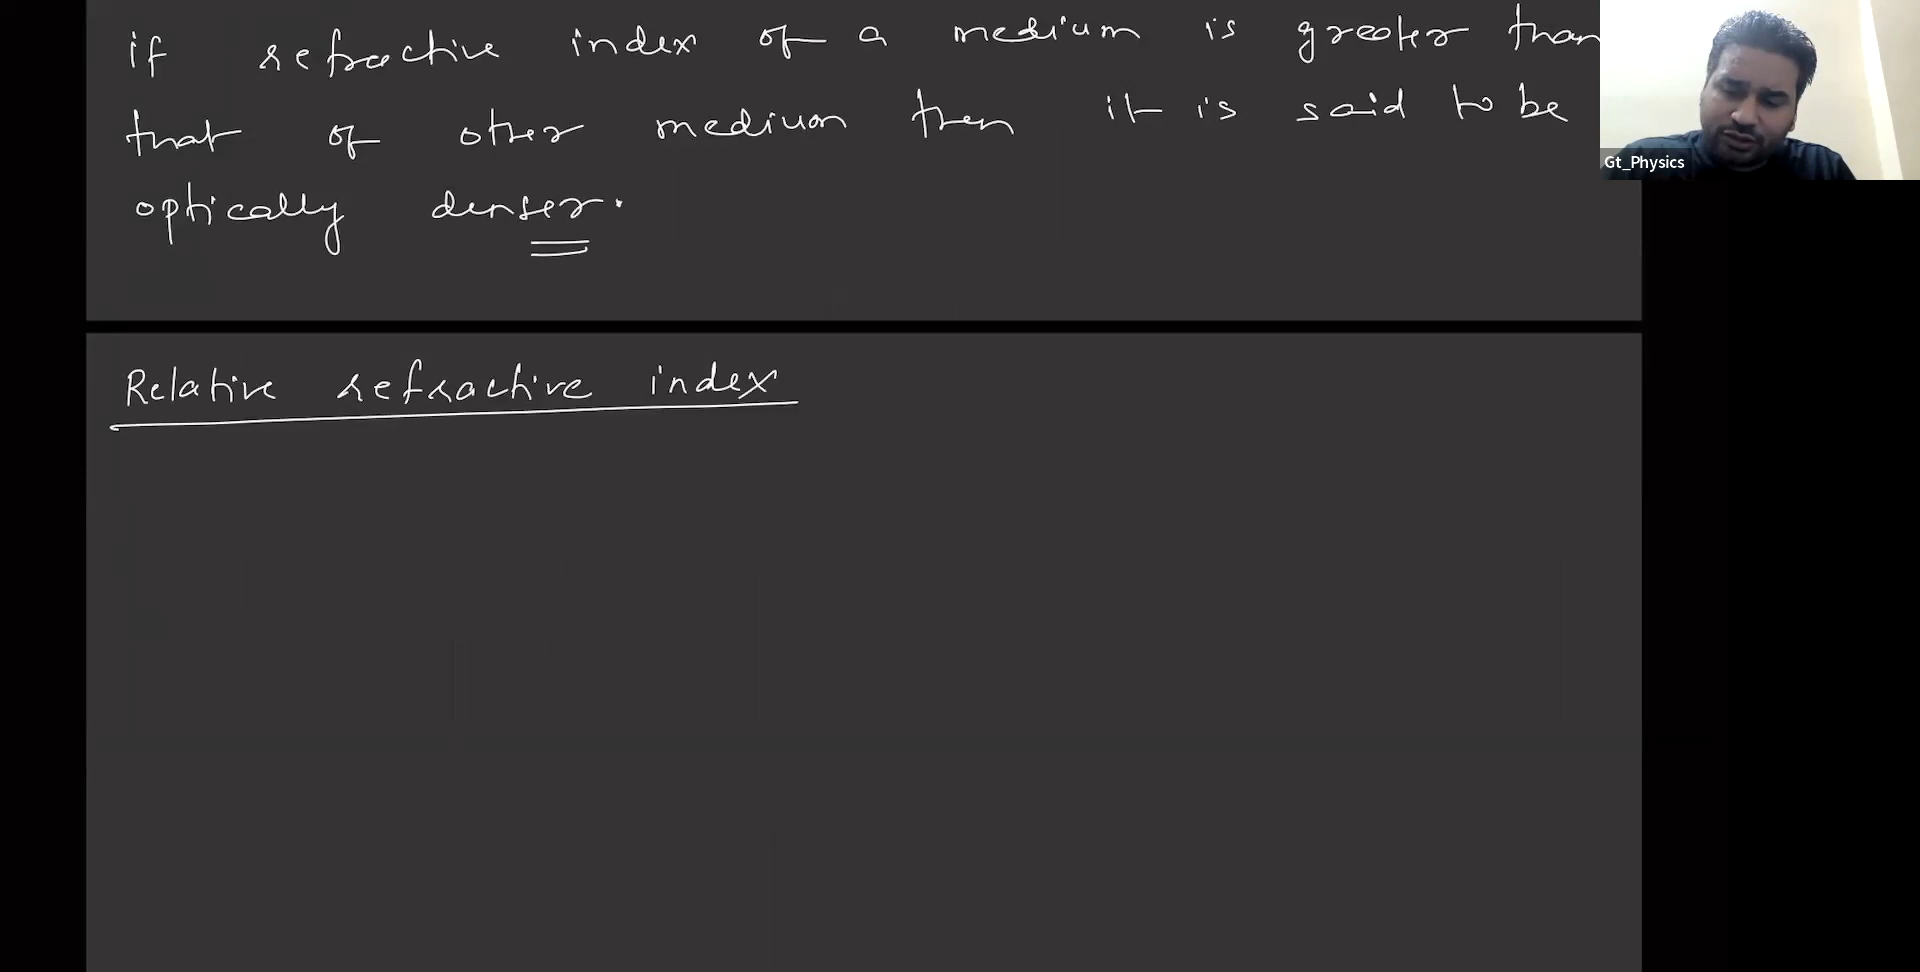 if refractive index of a medium is greater than
that of other medium then it is said to be
optically denser.
Gt_Physics
Relative refractive index